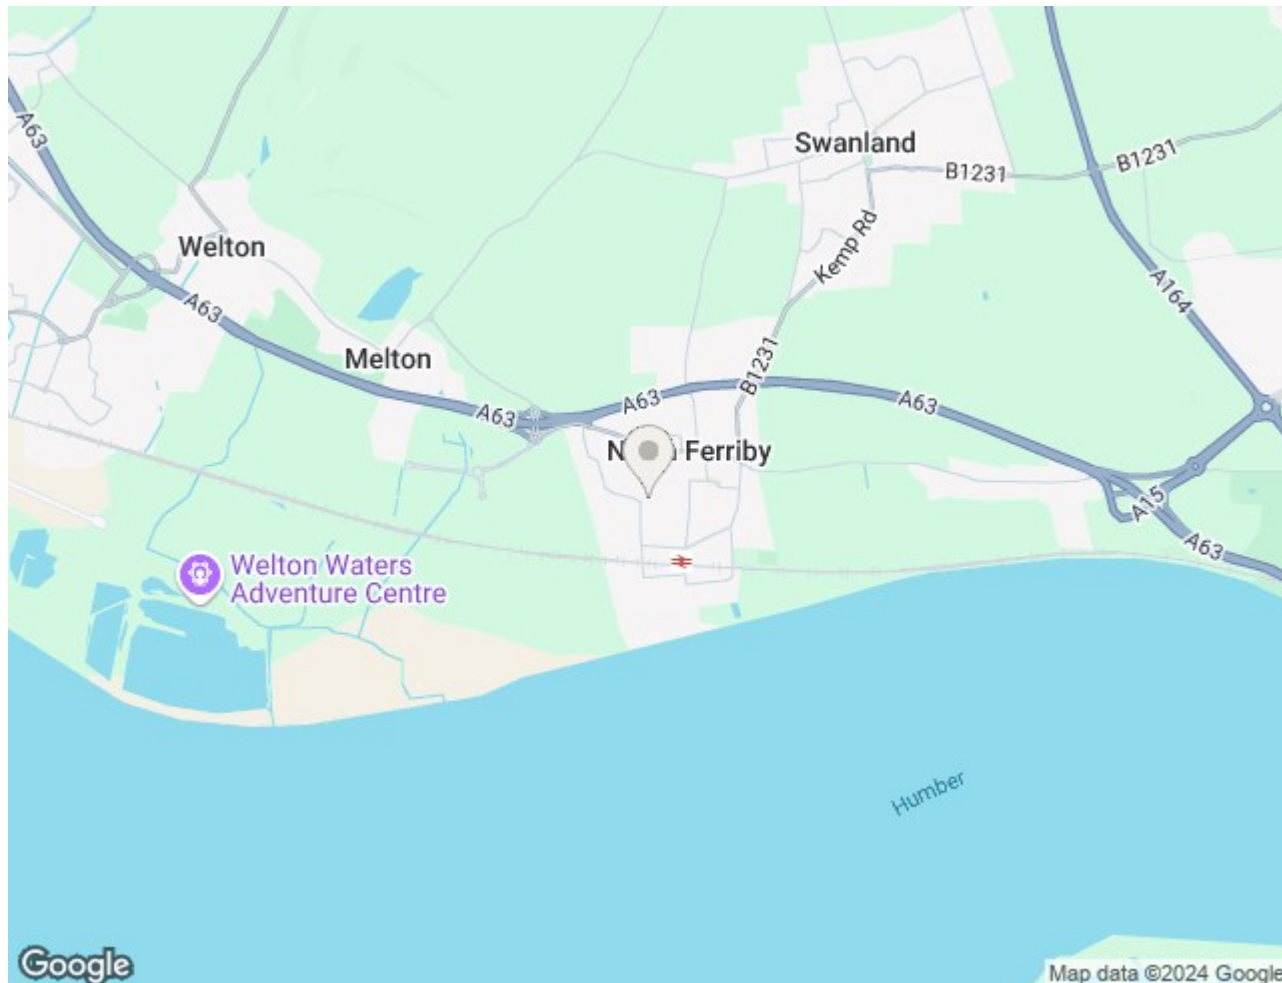 A63
Swanland
B1231
B1231
Welton
Kemp Rd
A63
A164
Melton
B1231
A63
A63
A63
N Ferriby
A15
A63
Welton Waters
Adventure Centre
Humber
Google
Map data ©2024 Google